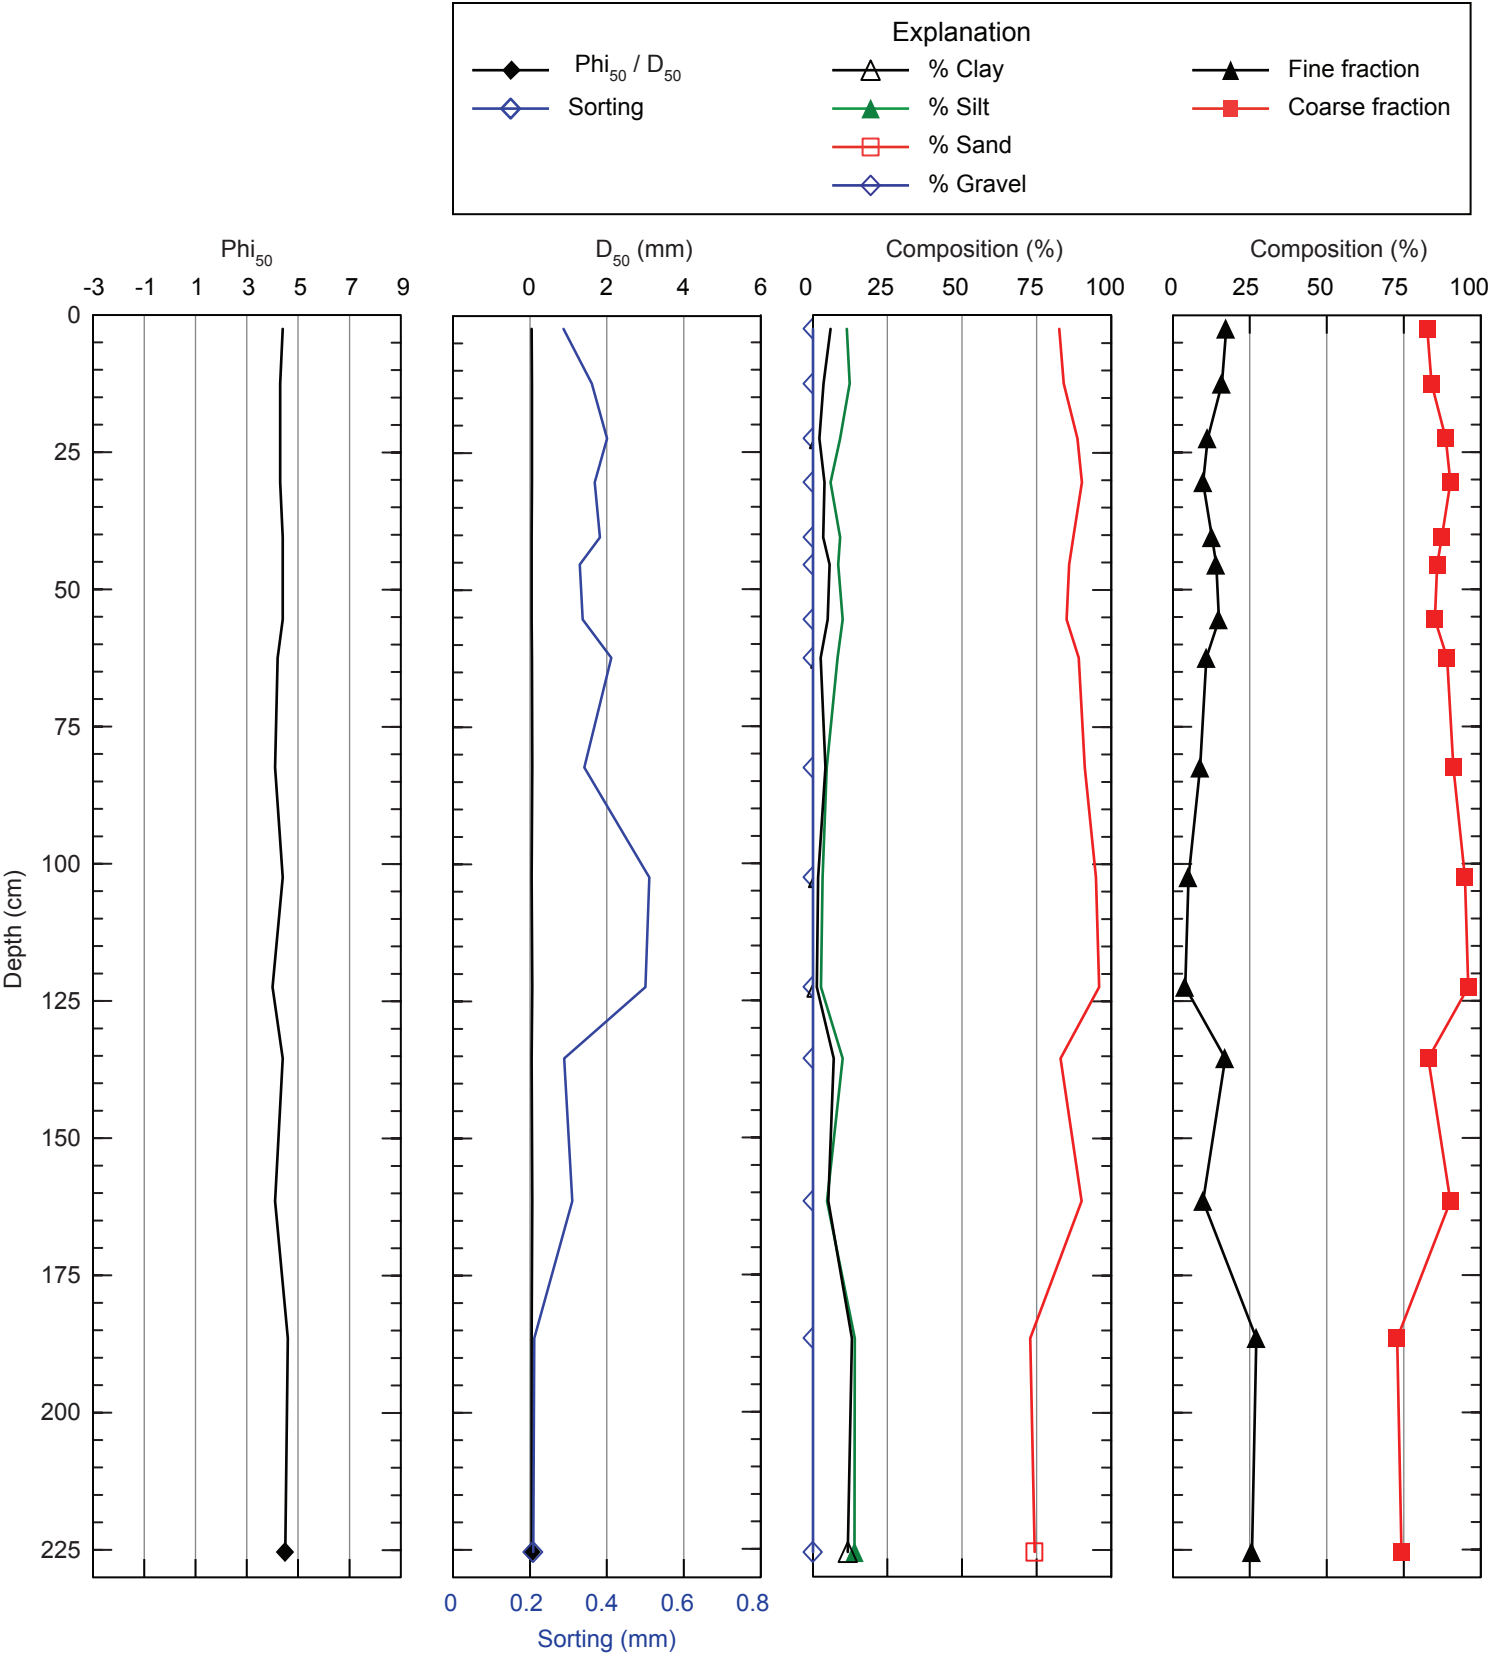 Explanation
Phi50 / D50
% Clay
Fine fraction
Sorting
% Silt
Coarse fraction
% Sand
% Gravel
Phi50
D50 (mm)
Composition (%)
Composition (%)
-3 -1 1 3 5 7 9
0 2 4 6
0 25 50 75 100
0 25 50 75 100
0
25
50
75
100
125
150
175
200
225
Depth (cm)
0 0.2 0.4 0.6 0.8
Sorting (mm)